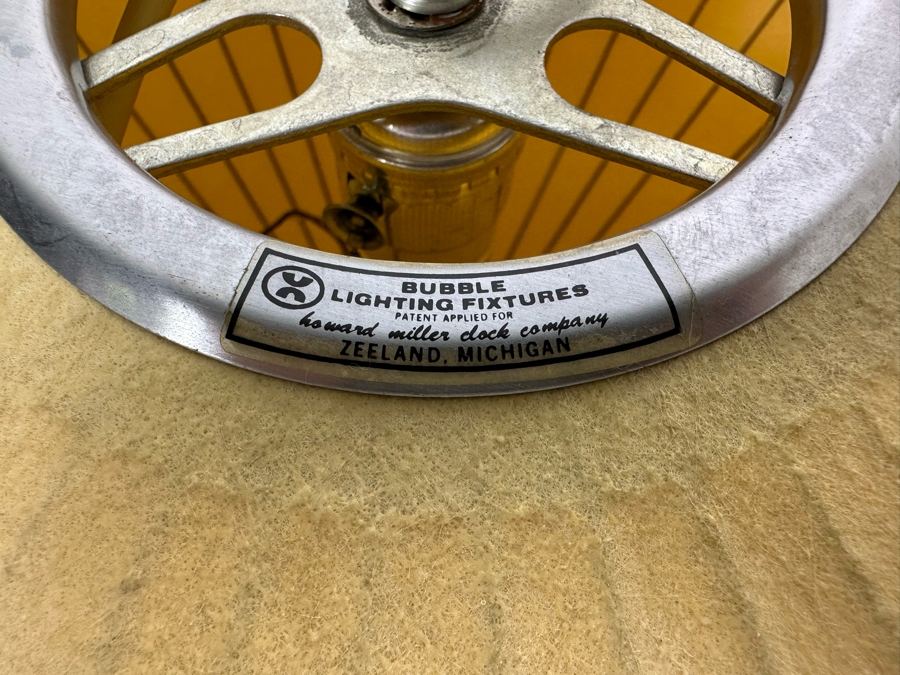 BUBBLE
LIGHTING FIXTURES
PATENT APPLIED FOR
howard miller clock company
ZEELAND, MICHIGAN